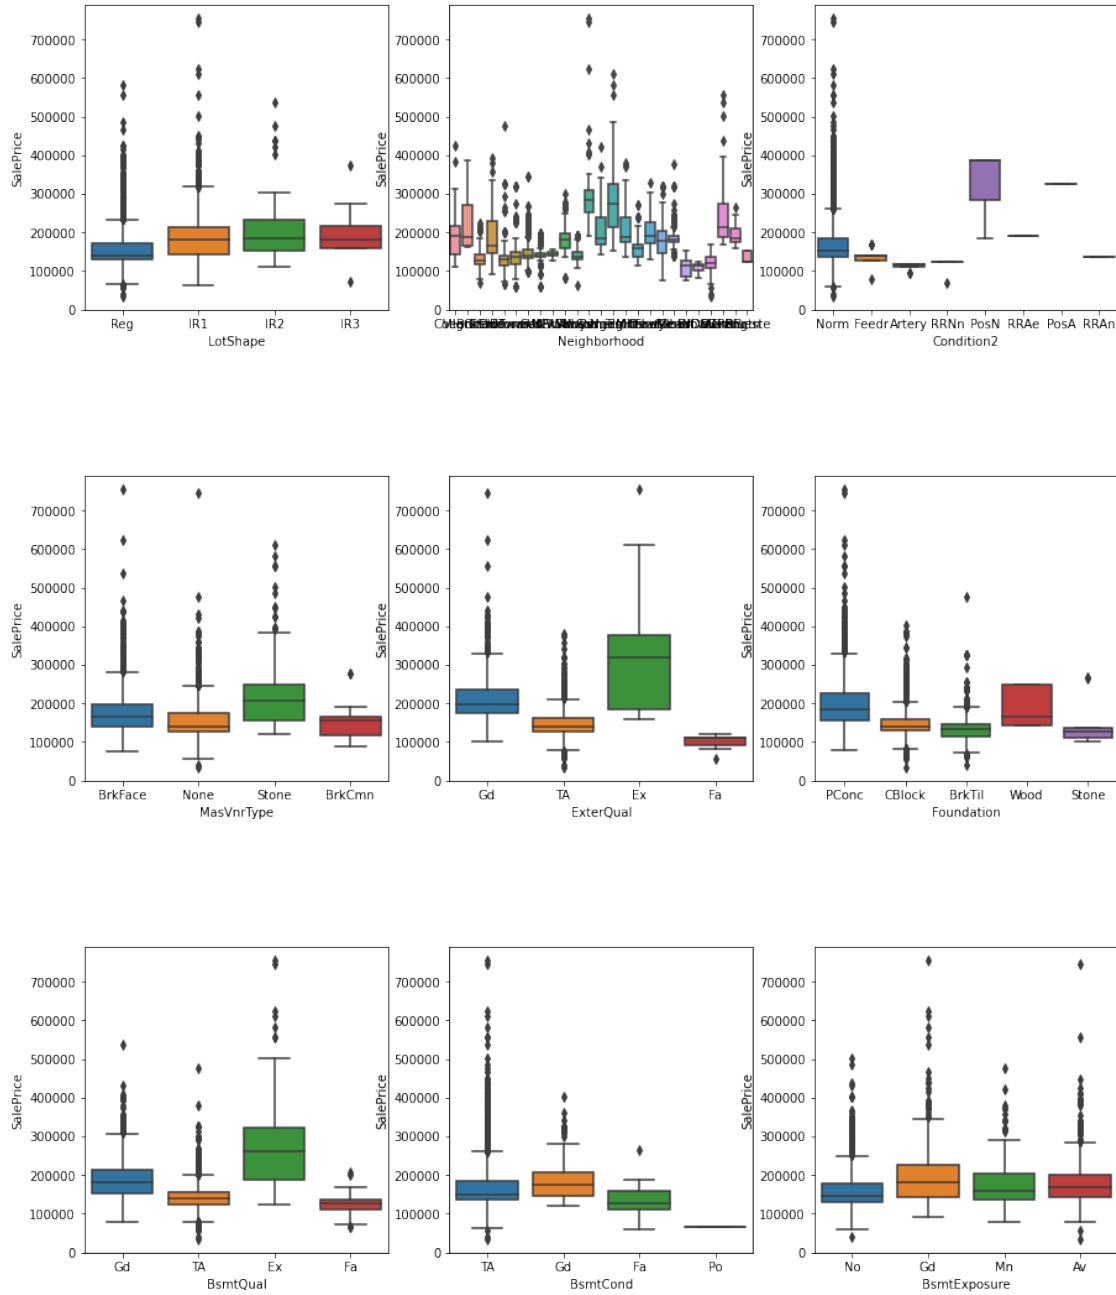 700000
600000
500000
400000
300000
200000
100000
0
SalePrice
Reg IR1 IR2 IR3
LotShape
700000
600000
500000
400000
300000
200000
100000
0
SalePrice
Neighborhood
700000
600000
500000
400000
300000
200000
100000
0
SalePrice
Norm Feedr Artery RRNn PosN RRAe PosA RRAn
Condition2
700000
600000
500000
400000
300000
200000
100000
0
SalePrice
BrkFace None Stone BrkCmn
MasVnrType
700000
600000
500000
400000
300000
200000
100000
0
SalePrice
Gd TA Ex Fa
ExterQual
700000
600000
500000
400000
300000
200000
100000
0
SalePrice
PConc CBlock BrkTil Wood Stone
Foundation
700000
600000
500000
400000
300000
200000
100000
0
SalePrice
Gd TA Ex Fa
BsmtQual
700000
600000
500000
400000
300000
200000
100000
0
SalePrice
TA Gd Fa Po
BsmtCond
700000
600000
500000
400000
300000
200000
100000
0
SalePrice
No Gd Mn Av
BsmtExposure